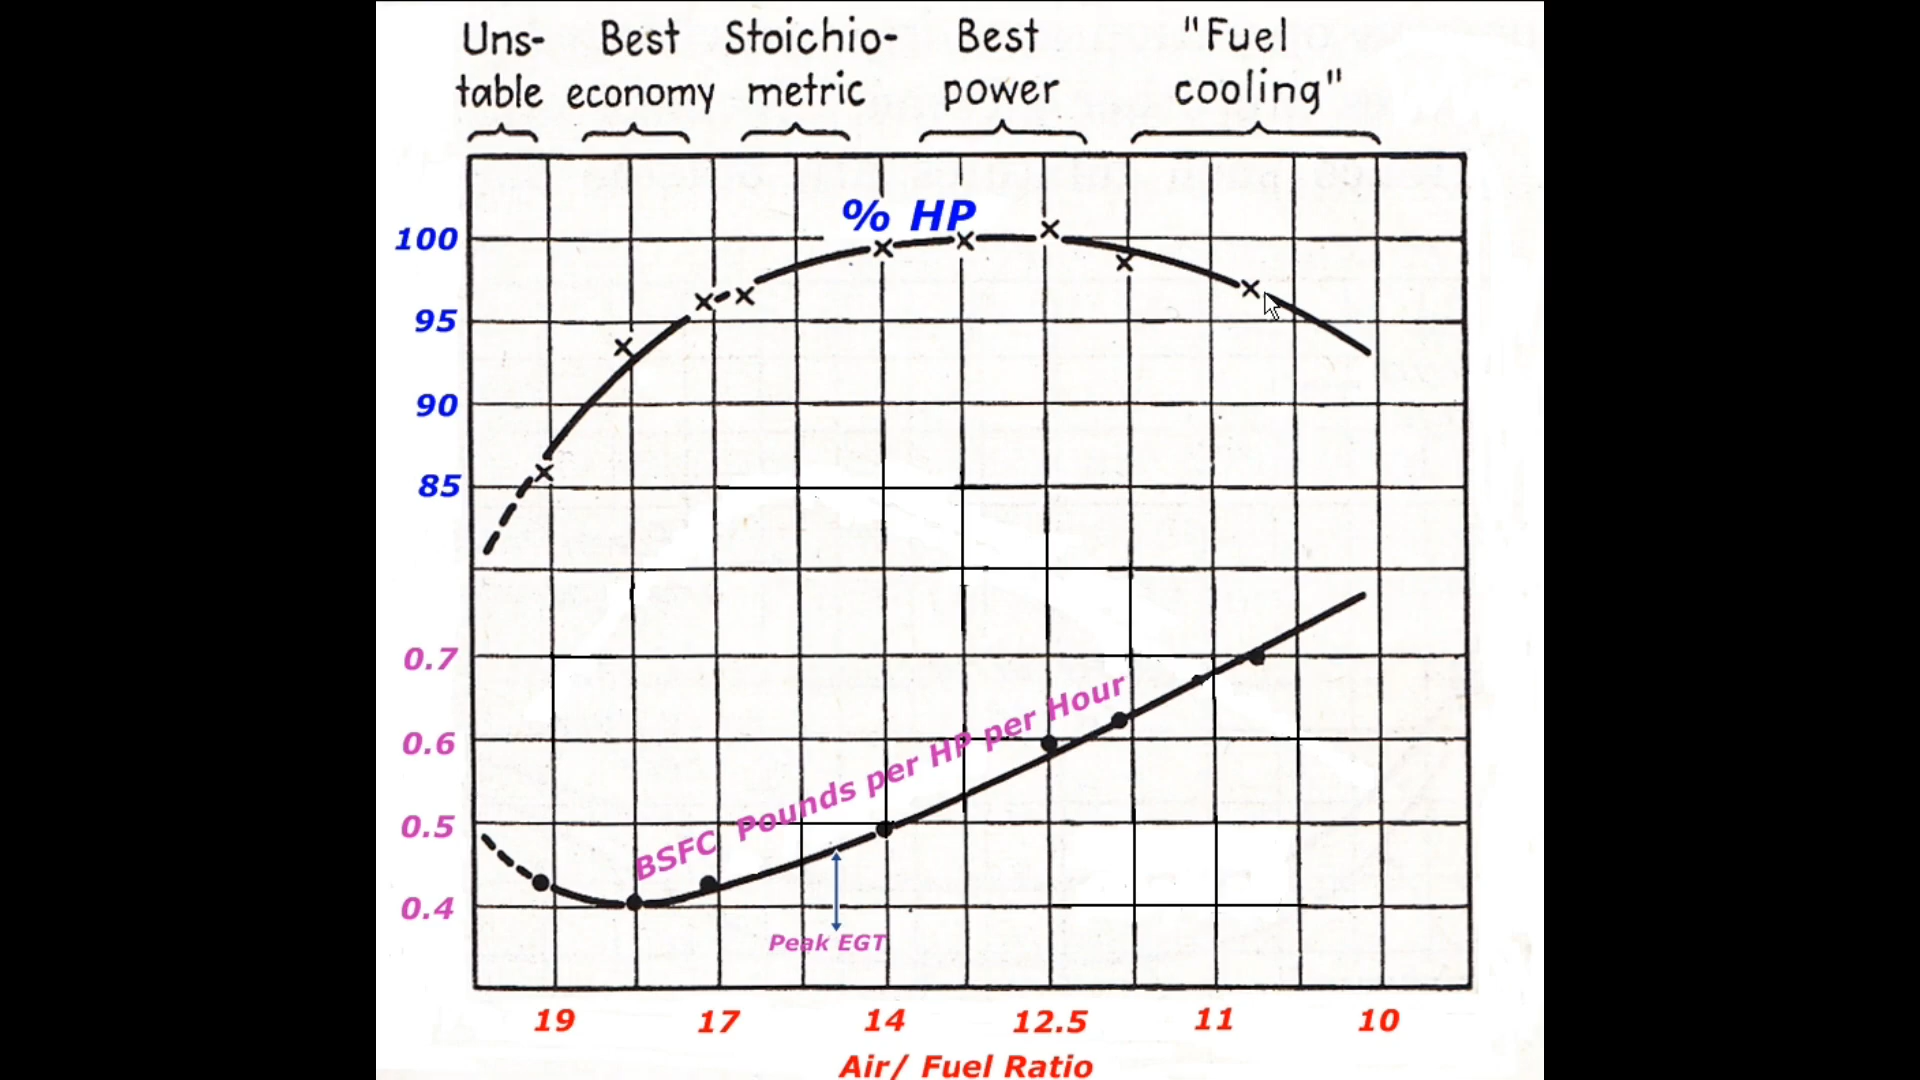 Uns-
table
Best
economy
Stoichio-
metric
Best
power
"Fuel
cooling"
% HP
100
95
90
85
0.7
0.6
0.5
0.4
BSFC Pounds per HP per Hour
Peak EGT
19 17 14 12.5 11 10
Air/ Fuel Ratio